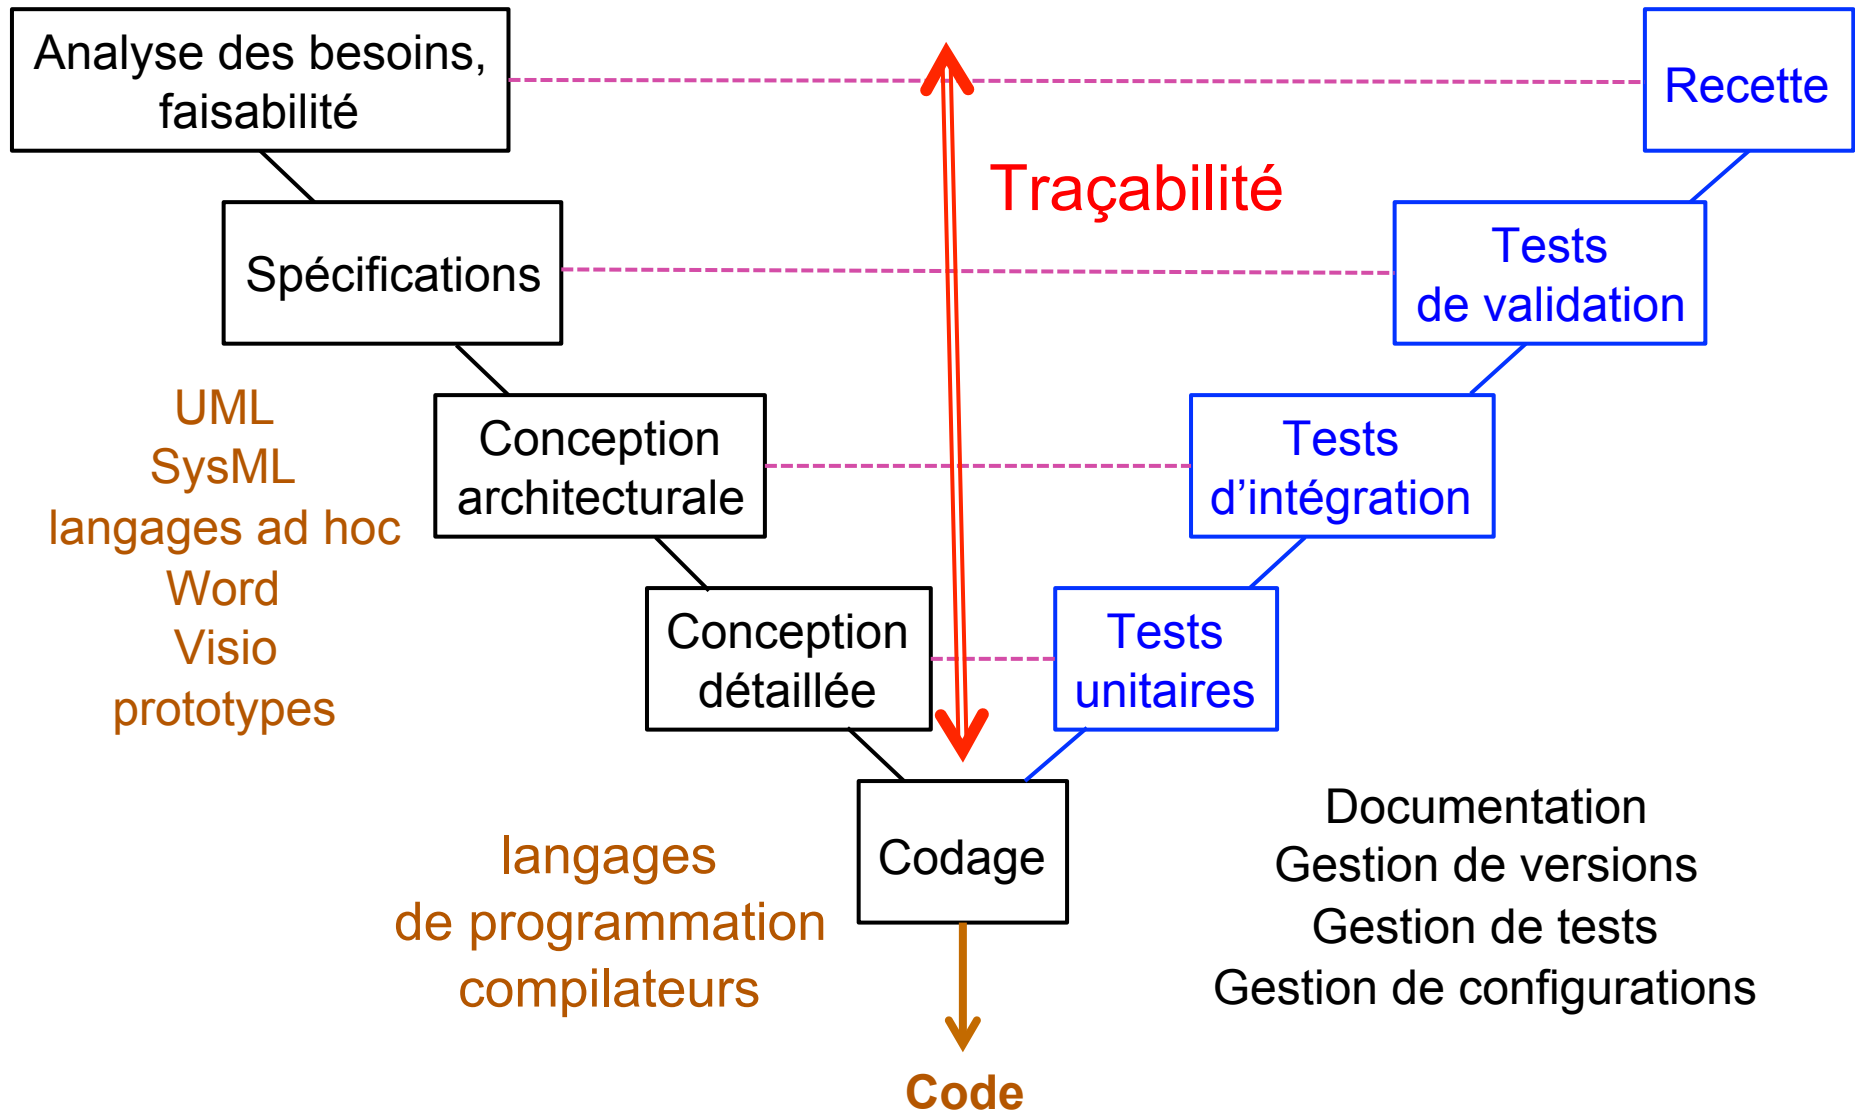 Analyse des besoins,
faisabilité
Recette
Traçabilité
Spécifications
Tests
de validation
UML
SysML
langages ad hoc
Word
Visio
prototypes
Conception
architecturale
Tests
d’intégration
Conception
détaillée
Tests
unitaires
Codage
langages
de programmation
compilateurs
Documentation
Gestion de versions
Gestion de tests
Gestion de configurations
Code